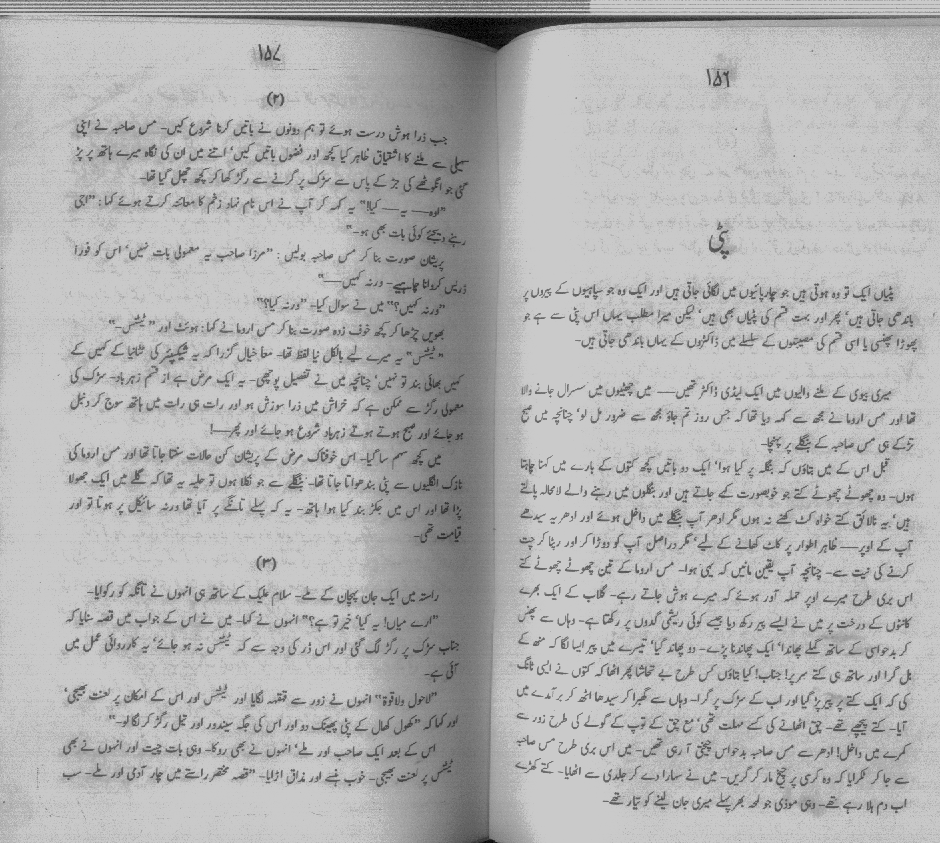 ۱۵۶
پٹی
پٹیاں ایک تو وہ ہوتی ہیں جو چارپائیوں میں لگائی جاتی ہیں اور ایک وہ جو سپاہیوں کے پیروں پر
باندھی جاتی ہیں‘ پھر اور بہت قسم کی پٹیاں بھی ہیں‘ لیکن میرا مطلب یہاں اس پٹی سے ہے جو
پھوڑا پھنسی یا اسی قسم کی مصیبتوں کے سلسلے میں ڈاکٹروں کے یہاں باندھی جاتی ہیں۔
میری بیوی کے ملنے والیوں میں ایک لیڈی ڈاکٹر تھیں—— میں چھٹیوں میں سسرال جانے والا
تھا اور مس اروما نے مجھ سے کہہ دیا تھا کہ جس روز تم جاؤ مجھ سے ضرور مل لو‘ چنانچہ میں صبح
تڑکے ہی مس صاحبہ کے بنگلے پر پہنچا۔
قبل اس کے میں بتاؤں کہ بنگلہ پر کیا ہوا‘ ایک دو باتیں کچھ کتوں کے بارے میں کہنا چاہتا
ہوں۔ وہ چھوٹے چھوٹے کتے جو خوبصورت کہے جاتے ہیں اور بنگلوں میں رہنے والے لامحالہ پالتے
ہیں‘ یہ نالائق کتے خواہ کٹ کھنے نہ ہوں مگر ادھر آپ بنگلے میں داخل ہوئے اور ادھر یہ سیدھے
آپ کے اوپر—— ظاہر اطوار پر کاٹ کھانے کے لیے‘ مگر دراصل آپ کو دوڑا کر اور رپٹا کر چت
کرنے کی نیت سے۔ چنانچہ آپ یقین مانیں کہ یہی ہوا۔ مس اروما کے تین چھوٹے چھوٹے کتے
اس بری طرح میرے اوپر حملہ آور ہوئے کہ میرے ہوش جاتے رہے۔ گلاب کے ایک بھرے
کانٹوں کے درخت پر میں نے ایسے پیر رکھ دیا جیسے کوئی ریشمی گدوں پر رکھتا ہے۔ وہاں سے پھنس
کر بدحواسی کے ساتھ گملے پھاندا‘ ایک پھاندنا پڑے۔ دو پھاند گیا‘ تیسرے میں پیر ایسا لگا کہ منھ کے
بل گرا اور ساتھ ہی کتے سر پر! جناب! کیا بتاؤں کس طرح بے تحاشا پھر اٹھا کہ کتوں نے ایسی ٹانگ
لی کہ ایک کتے پر پیر پڑ گیا اور اب کے سڑک پر گرا۔ وہاں سے گھبرا کر سیدھا اٹھ کر برآمدے میں
آیا۔ کتے پیچھے تھے۔ چق اٹھانے کی کسے مہلت تھی‘ مع چق کے توپ کے گولے کی طرح زور سے
کمرے میں داخل! ادھر سے مس صاحبہ بدحواس چیختی آ رہی تھیں۔ میں اس بری طرح مس صاحبہ
سے جا کر ٹکرایا کہ وہ کرسی پر چیخ مار کر گریں۔ میں نے سہارا دے کر جلدی سے اٹھایا۔ کتے کھڑے
اب دم ہلا رہے تھے۔ وہی موذی جو لمحہ بھر پہلے میری جان لینے کو تیار تھے۔
۱۵۷
(۲)
جب ذرا ہوش درست ہوئے تو ہم دونوں نے باتیں کرنا شروع کیں۔ مس صاحبہ نے اپنی
سہیلی سے ملنے کا اشتیاق ظاہر کیا کچھ اور فضول باتیں کیں‘ اتنے میں ان کی نگاہ میرے ہاتھ پر پڑ
گئی جو انگوٹھے کی جڑ کے پاس سے سڑک پر گرنے سے رگڑ کھا کر کچھ چھل گیا تھا۔
”اوہ—— یہ—— کیا!“ یہ کہہ کر آپ نے اس نام نہاد زخم کا معائنہ کرتے ہوئے کہا : ”اجی
رہنے دیجئے کوئی بات بھی ہو۔“
پریشان صورت بنا کر مس صاحبہ بولیں : ”مرزا صاحب یہ معمولی بات نہیں‘ اس کو فوراً
ڈریس کروانا چاہیے۔ ورنہ کہیں——“
”ورنہ کہیں؟“ میں نے سوال کیا۔ ”ورنہ کیا؟“
بھویں چڑھا کر کچھ خوف زدہ صورت بنا کر مس اروما نے کہا : ہونٹ اور ”ٹیٹنس۔“
”ٹیٹنس“ یہ میرے لیے بالکل نیا لفظ تھا۔ معاً خیال گزرا کہ یہ شیکسپئر کی ٹٹانیا کے کہیں کے
کہیں بھائی بند تو نہیں‘ چنانچہ میں نے تفصیل پوچھی۔ یہ ایک مرض ہے از قسم زہر باد۔ سڑک کی
معمولی رگڑ سے ممکن ہے کہ خراش میں ذرا سوزش ہو اور رات ہی رات میں ہاتھ سوج کر دنبل
ہو جائے اور صبح ہوتے ہوتے زہرباد شروع ہو جائے اور پھر——!
میں کچھ سہم سا گیا۔ اس خوفناک مرض کے پریشان کن حالات سنتا جاتا تھا اور مس اروما کی
نازک انگلیوں سے پٹی بندھواتا جاتا تھا۔ بنگلے سے جو نکلا ہوں تو حلیہ یہ تھا کہ گلے میں ایک جھولا
پڑا تھا اور اس میں جکڑ بند کیا ہوا ہاتھ۔ یہ کہ پہلے تانگے پر آیا تھا ورنہ سائیکل پر ہوتا تو اور
قیامت تھی۔
(۳)
راستہ میں ایک جان پہچان کے ملے۔ سلام علیک کے ساتھ ہی انہوں نے تانگہ کو رکوایا۔
”ارے میاں! یہ کیا‘ خیر تو ہے؟“ انہوں نے کہا۔ میں نے اس کے جواب میں قصہ سنایا کہ
جناب سڑک پر رگڑ لگ گئی اور اس ڈر کی وجہ سے کہ ٹیٹنس نہ ہو جائے‘ یہ کارروائی عمل میں
آئی ہے۔
”لاحول ولاقوۃ“ انہوں نے زور سے قہقہہ لگایا اور ٹیٹنس اور اس کے امکان پر لعنت بھیجی‘
اور کہا کہ ”کھول کھال کے پٹی پھینک دو اور اس کی جگہ سیندور اور تیل رگڑ کر لگا لو۔“
اس کے بعد ایک صاحب اور ملے‘ انہوں نے بھی روکا۔ وہی بات چیت اور انہوں نے بھی
ٹیٹنس پر لعنت بھیجی۔ خوب ہنسے اور مذاق اڑایا۔ ”قصہ مختصر راستے میں چار آدمی اور ملے۔ سب